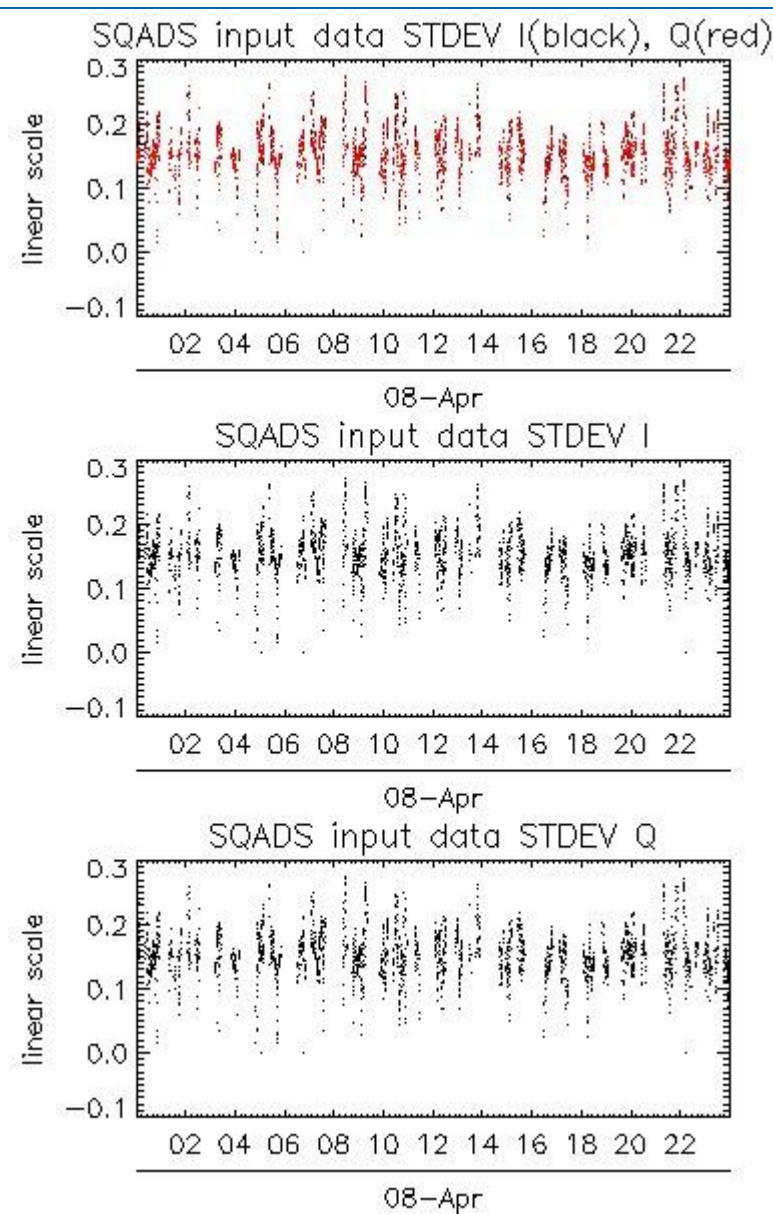 SQADS input data STDEV I(black), Q(red)
0.3
0.2
0.1
0.0
-0.1
linear scale
02 04 06 08 10 12 14 16 18 20 22
08-Apr
SQADS input data STDEV I
0.3
0.2
0.1
0.0
-0.1
linear scale
02 04 06 08 10 12 14 16 18 20 22
08-Apr
SQADS input data STDEV Q
0.3
0.2
0.1
0.0
-0.1
linear scale
02 04 06 08 10 12 14 16 18 20 22
08-Apr